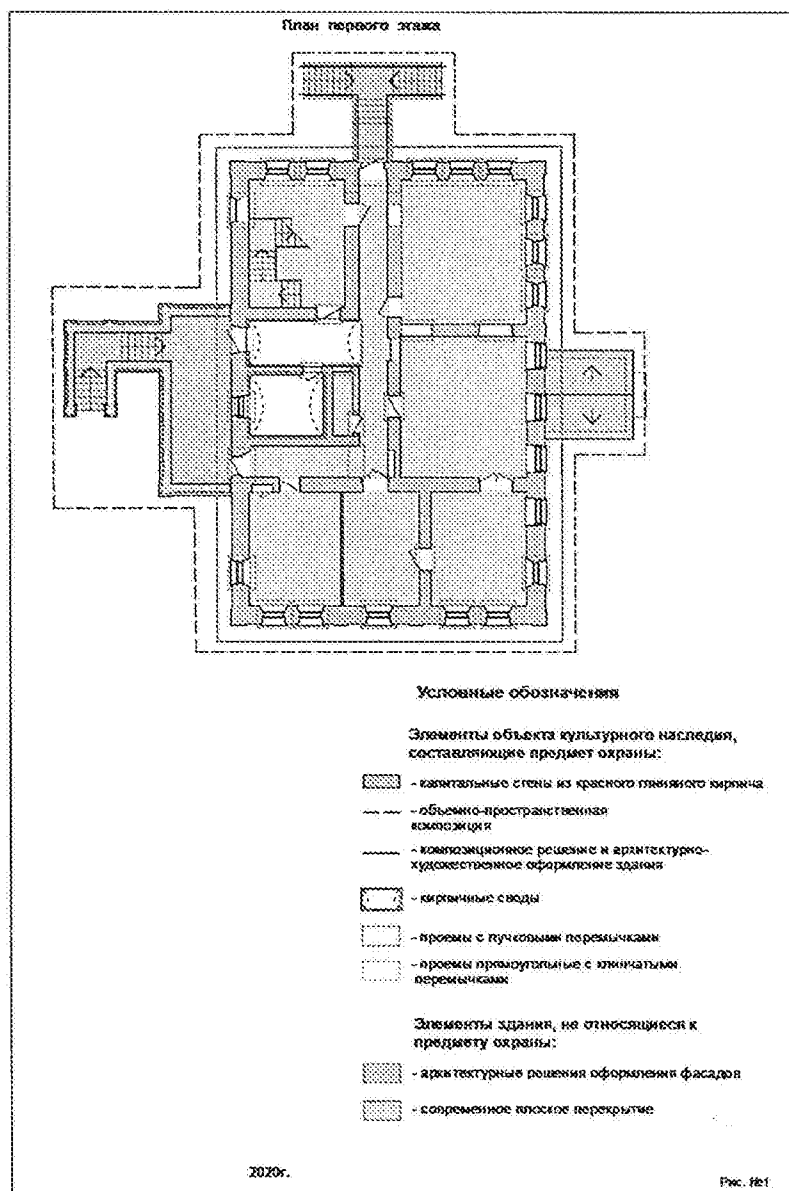 План первого этажа
Условные обозначения
Элементы объекта культурного наследия,
составляющие предмет охраны:
- капитальные стены из красного глиняного кирпича
- объемно-пространственная
композиция
- композиционное решение и архитектурно-
художественное оформление здания
- кирпичные своды
- проемы с лучковыми перемычками
- проемы прямоугольные с клинчатыми
перемычками
Элементы здания, не относящиеся к
предмету охраны:
- архитектурные решения оформления фасадов
- современное плоское перекрытие
2020г.
Рис. №1